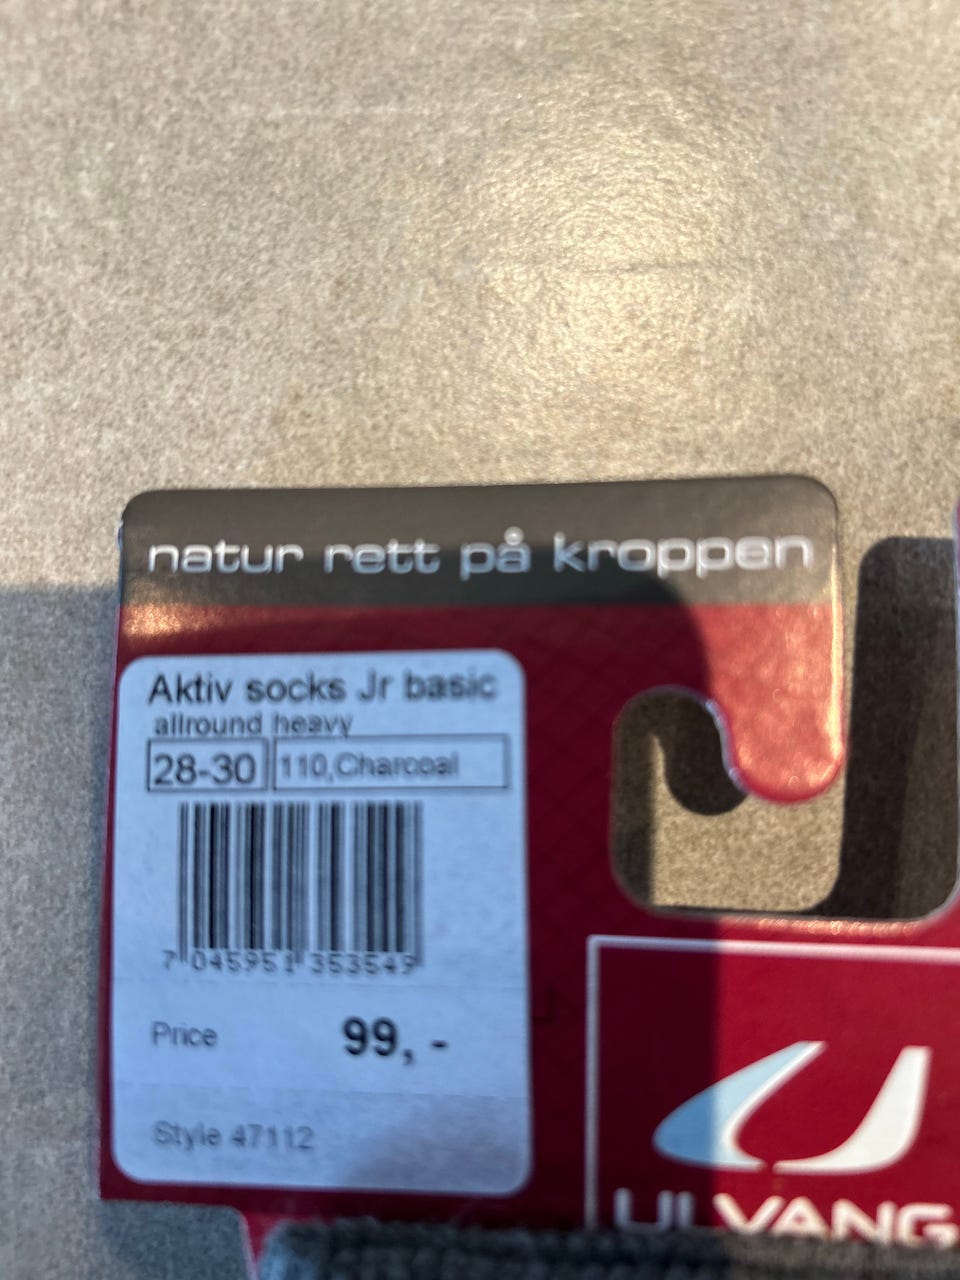 natur rett på kroppen
Aktiv socks Jr basic
allround heavy
28-30 110,Charcoal
7 045951 353549
Price 99, -
Style 47112
ULVANG